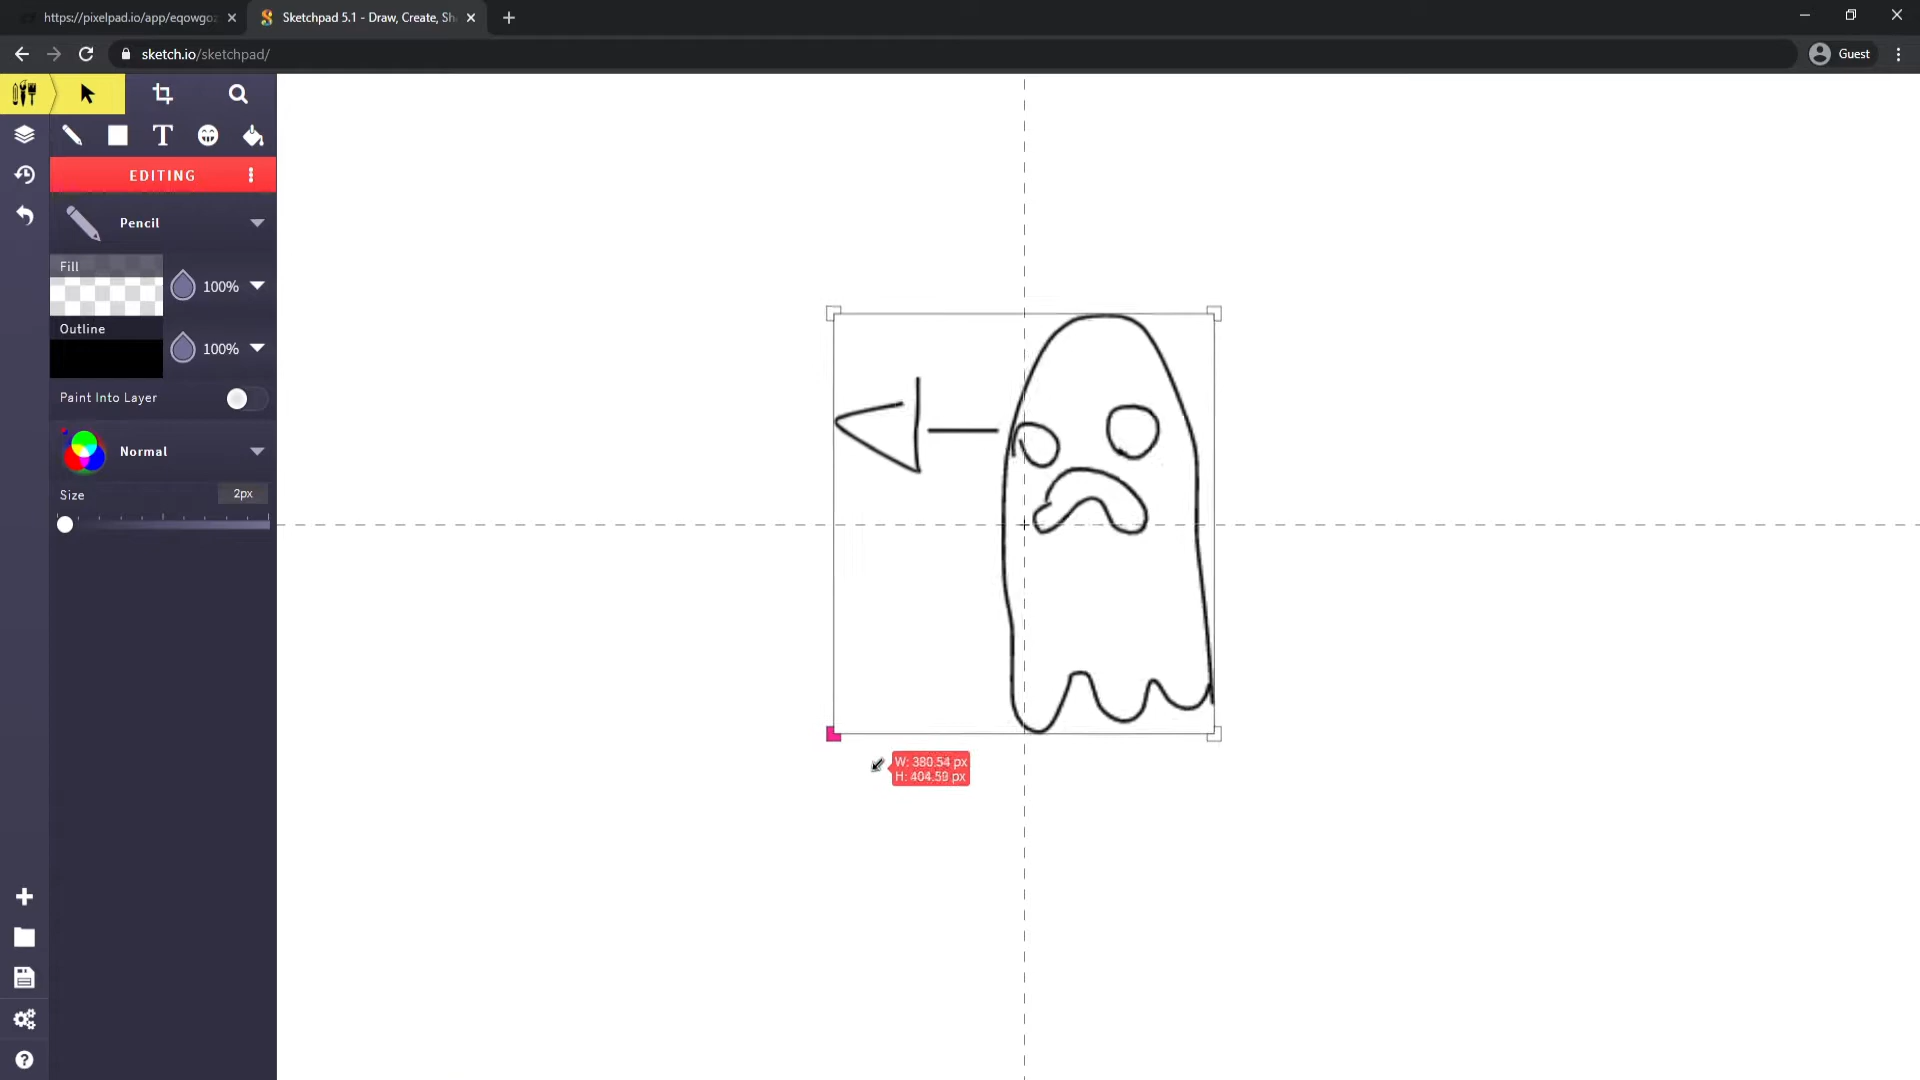 https://pixelpad.io/app/eqowgoz
Sketchpad 5.1 - Draw, Create, Sh
sketch.io/sketchpad/
Guest
T
EDITING
Pencil
Fill
100%
Outline
100%
Paint Into Layer
Normal
Size
2px
W: 380.54 px
H: 404.59 px